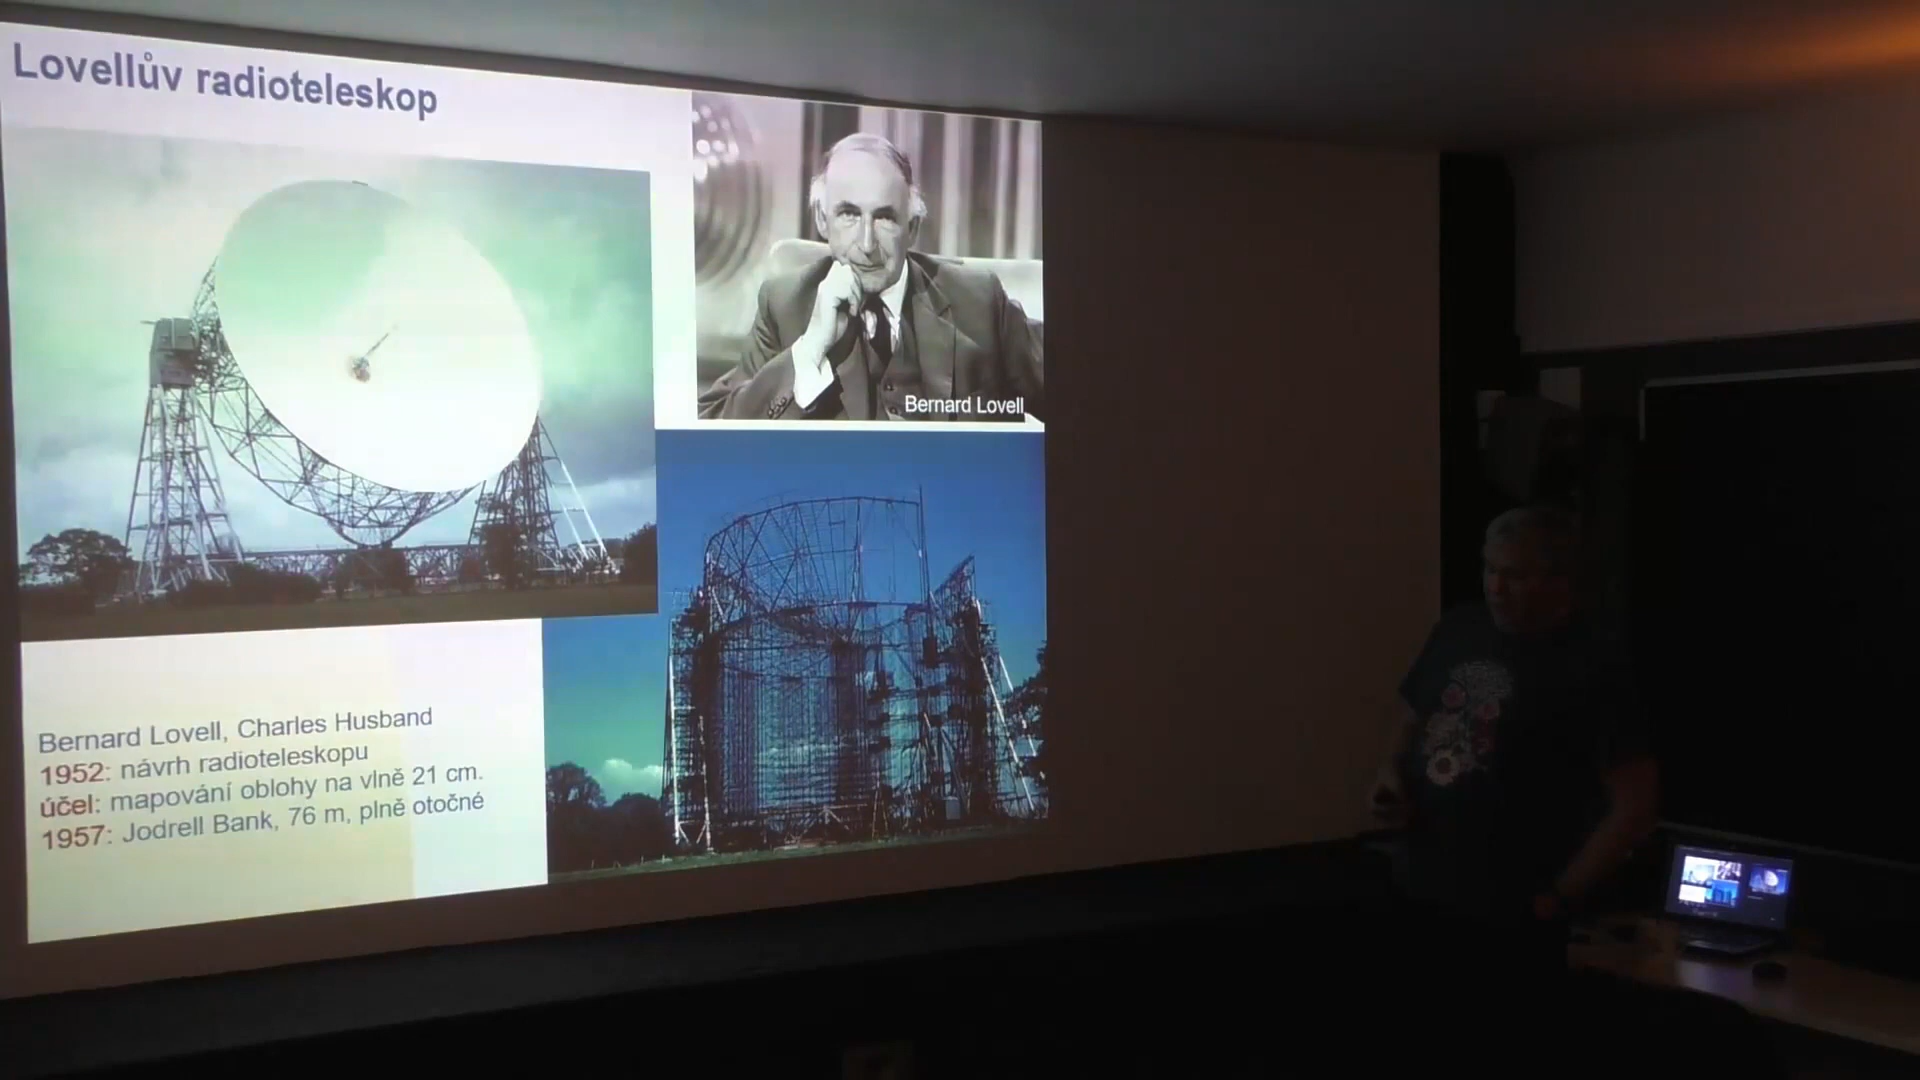 Lovellův radioteleskop
Bernard Lovell
Bernard Lovell, Charles Husband
1952: návrh radioteleskopu
účel: mapování oblohy na vlně 21 cm.
1957: Jodrell Bank, 76 m, plně otočné